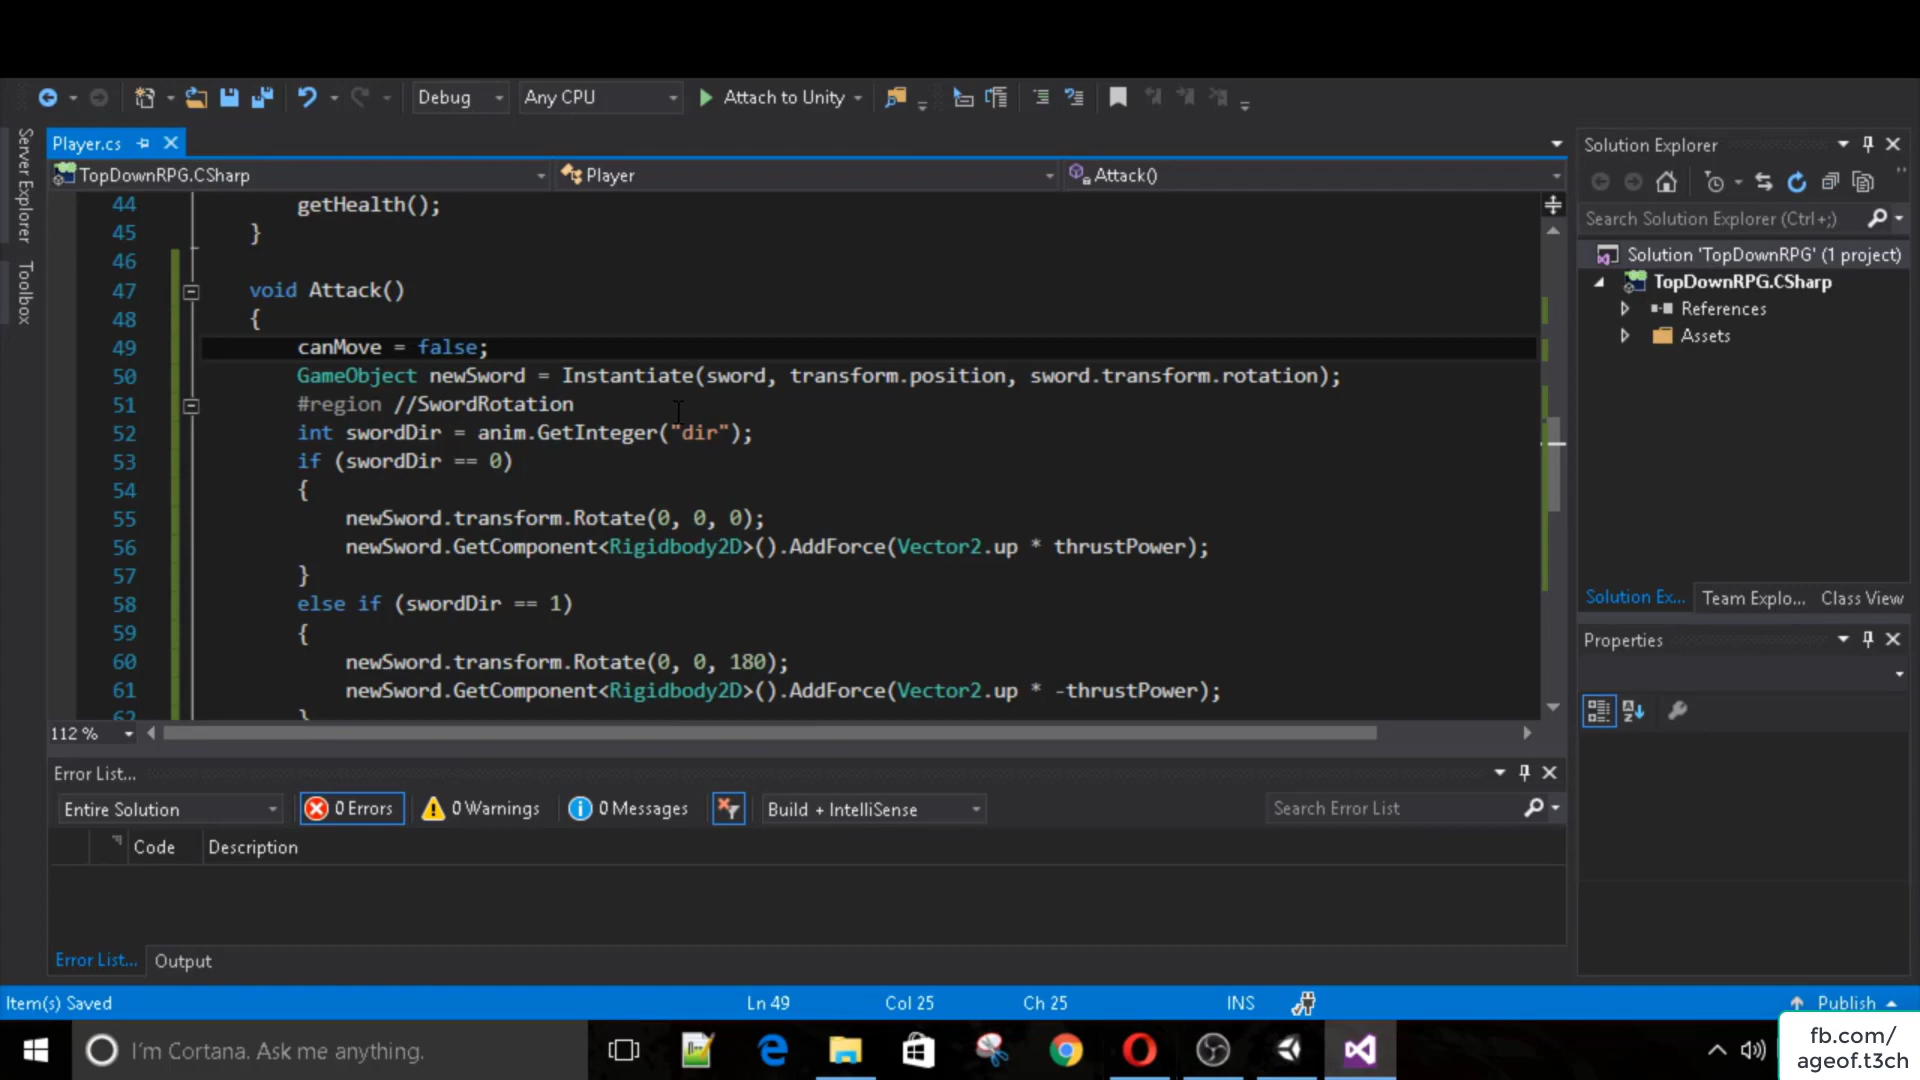 Debug
Any CPU
Attach to Unity
Server Explorer
Toolbox
Player.cs
TopDownRPG.CSharp
Player
Attack()
44 getHealth();
45 }
46
47 void Attack()
48 {
49 canMove = false;
50 GameObject newSword = Instantiate(sword, transform.position, sword.transform.rotation);
51 #region //SwordRotation
52 int swordDir = anim.GetInteger("dir");
53 if (swordDir == 0)
54 {
55 newSword.transform.Rotate(0, 0, 0);
56 newSword.GetComponent<Rigidbody2D>().AddForce(Vector2.up * thrustPower);
57 }
58 else if (swordDir == 1)
59 {
60 newSword.transform.Rotate(0, 0, 180);
61 newSword.GetComponent<Rigidbody2D>().AddForce(Vector2.up * -thrustPower);
62 }
112 %
Error List...
Entire Solution
0 Errors
0 Warnings
0 Messages
Build + IntelliSense
Search Error List
Code
Description
Error List...
Output
Solution Explorer
Search Solution Explorer (Ctrl+;)
Solution 'TopDownRPG' (1 project)
TopDownRPG.CSharp
References
Assets
Solution Ex...
Team Explo...
Class View
Properties
Item(s) Saved
Ln 49
Col 25
Ch 25
INS
Publish
I'm Cortana. Ask me anything.
fb.com/
ageof.t3ch